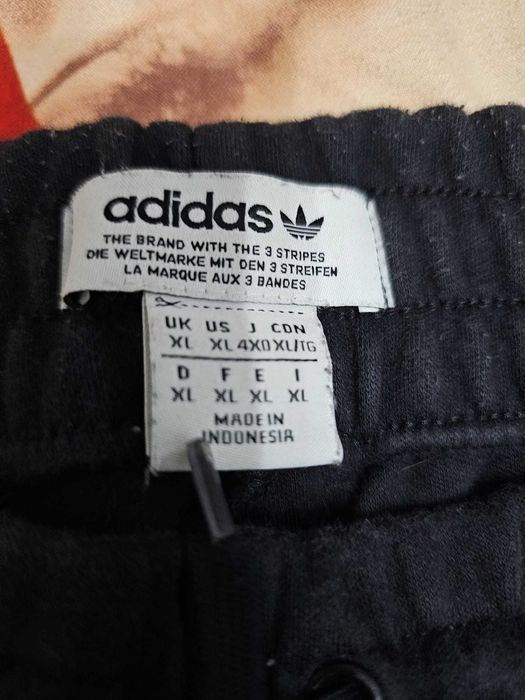 adidas
THE BRAND WITH THE 3 STRIPES
DIE WELTMARKE MIT DEN 3 STREIFEN
LA MARQUE AUX 3 BANDES
UK US J CDN
XL XL 4XO XL/TG
D F E I
XL XL XL XL
MADE IN
INDONESIA